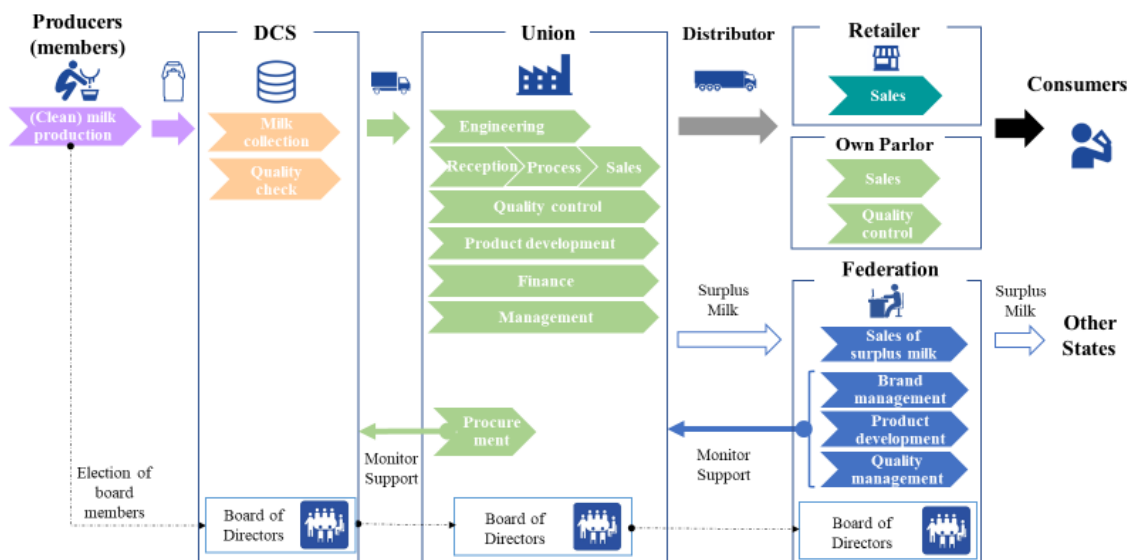 Producers
(members)
(Clean) milk
production
DCS
Milk
collection
Quality
check
Union
Engineering
Reception
Process
Sales
Quality control
Product development
Finance
Management
Procure
ment
Distributor
Retailer
Sales
Own Parlor
Sales
Quality
control
Consumers
Surplus
Milk
Federation
Sales of
surplus milk
Brand
management
Product
development
Quality
management
Surplus
Milk
Other
States
Monitor
Support
Monitor
Support
Election of
board
members
Board of
Directors
Board of
Directors
Board of
Directors